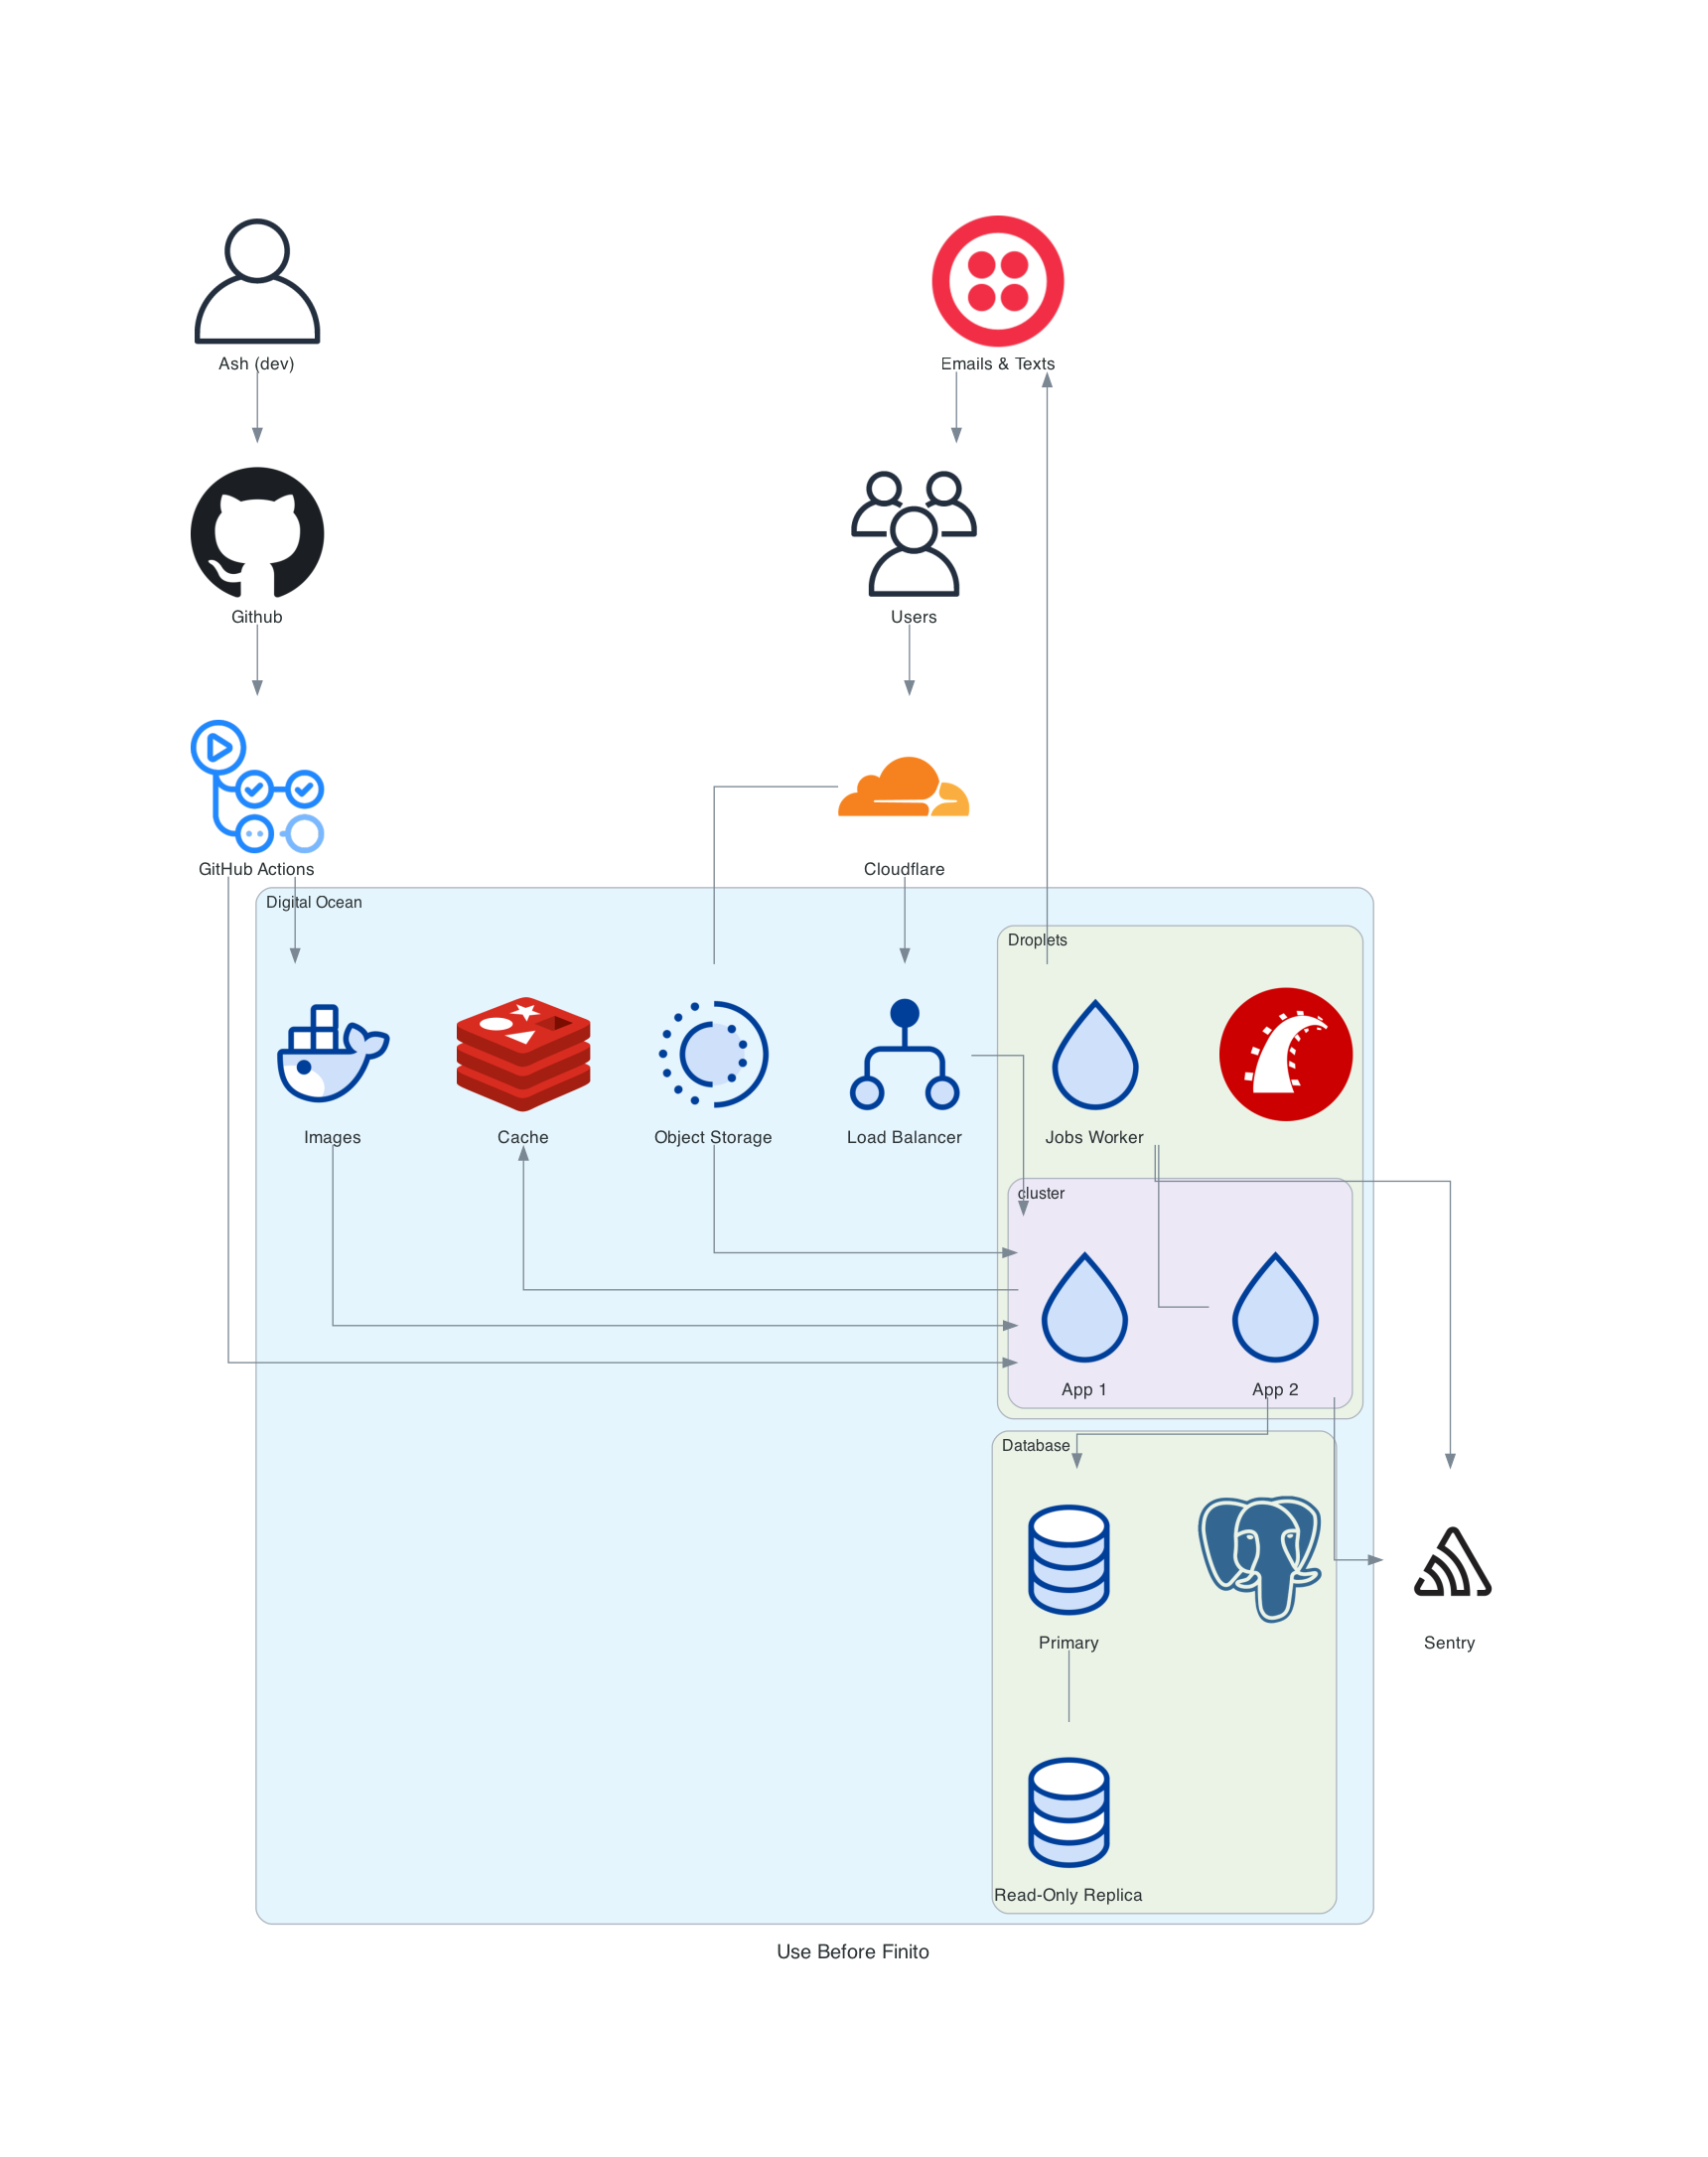 Ash (dev)
Emails & Texts
Github
Users
GitHub Actions
Cloudflare
Digital Ocean
Droplets
Images
Cache
Object Storage
Load Balancer
Jobs Worker
cluster
App 1
App 2
Database
Primary
Sentry
Read-Only Replica
Use Before Finito